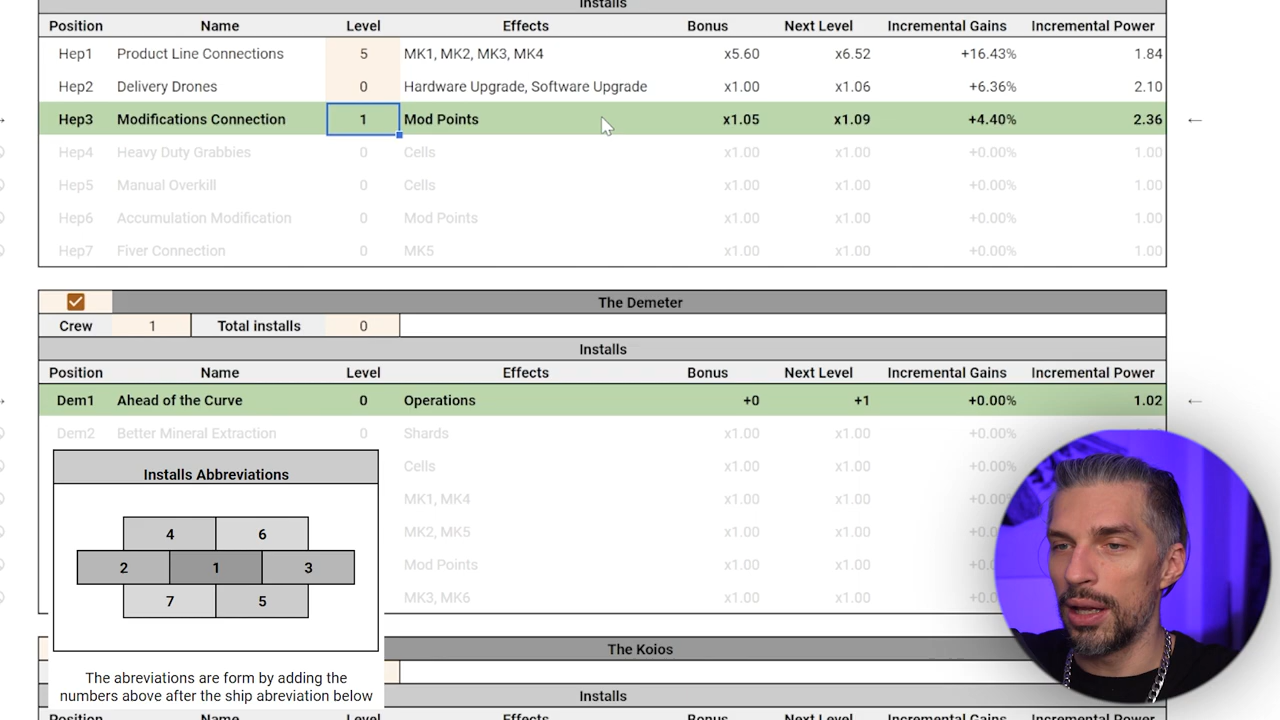 Installs
Position Name Level Effects Bonus Next Level Incremental Gains Incremental Power
Hep1 Product Line Connections 5 MK1, MK2, MK3, MK4 x5.60 x6.52 +16.43% 1.84
Hep2 Delivery Drones 0 Hardware Upgrade, Software Upgrade x1.00 x1.06 +6.36% 2.10
→ Hep3 Modifications Connection 1 Mod Points x1.05 x1.09 +4.40% 2.36 ←
Hep4 Heavy Duty Grabbies 0 Cells x1.00 x1.00 +0.00% 1.00
Hep5 Manual Overkill 0 Cells x1.00 x1.00 +0.00% 1.00
Hep6 Accumulation Modification 0 Mod Points x1.00 x1.00 +0.00% 1.00
Hep7 Fiver Connection 0 MK5 x1.00 x1.00 +0.00% 1.00
The Demeter
Crew 1 Total installs 0
Installs
Position Name Level Effects Bonus Next Level Incremental Gains Incremental Power
→ Dem1 Ahead of the Curve 0 Operations +0 +1 +0.00% 1.02 ←
Dem2 Better Mineral Extraction 0 Shards x1.00 x1.00 +0.00%
Cells x1.00 x1.00 +0.00%
MK1, MK4 x1.00 x1.00
MK2, MK5 x1.00 x1.00
Mod Points x1.00 x1.00
MK3, MK6 x1.00 x1.00
Installs Abbreviations
4 6
2 1 3
7 5
The abreviations are form by adding the
numbers above after the ship abreviation below
The Koios
Installs
Position Name Level Effects Bonus Next Level Incremental Gains Incremental Power